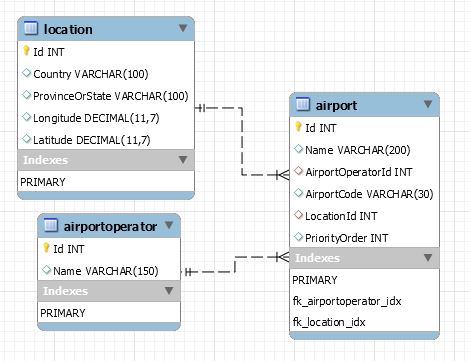 location
Id INT
Country VARCHAR(100)
ProvinceOrState VARCHAR(100)
Longitude DECIMAL(11,7)
Latitude DECIMAL(11,7)
Indexes
PRIMARY
airportoperator
Id INT
Name VARCHAR(150)
Indexes
PRIMARY
airport
Id INT
Name VARCHAR(200)
AirportOperatorId INT
AirportCode VARCHAR(30)
LocationId INT
PriorityOrder INT
Indexes
PRIMARY
fk_airportoperator_idx
fk_location_idx